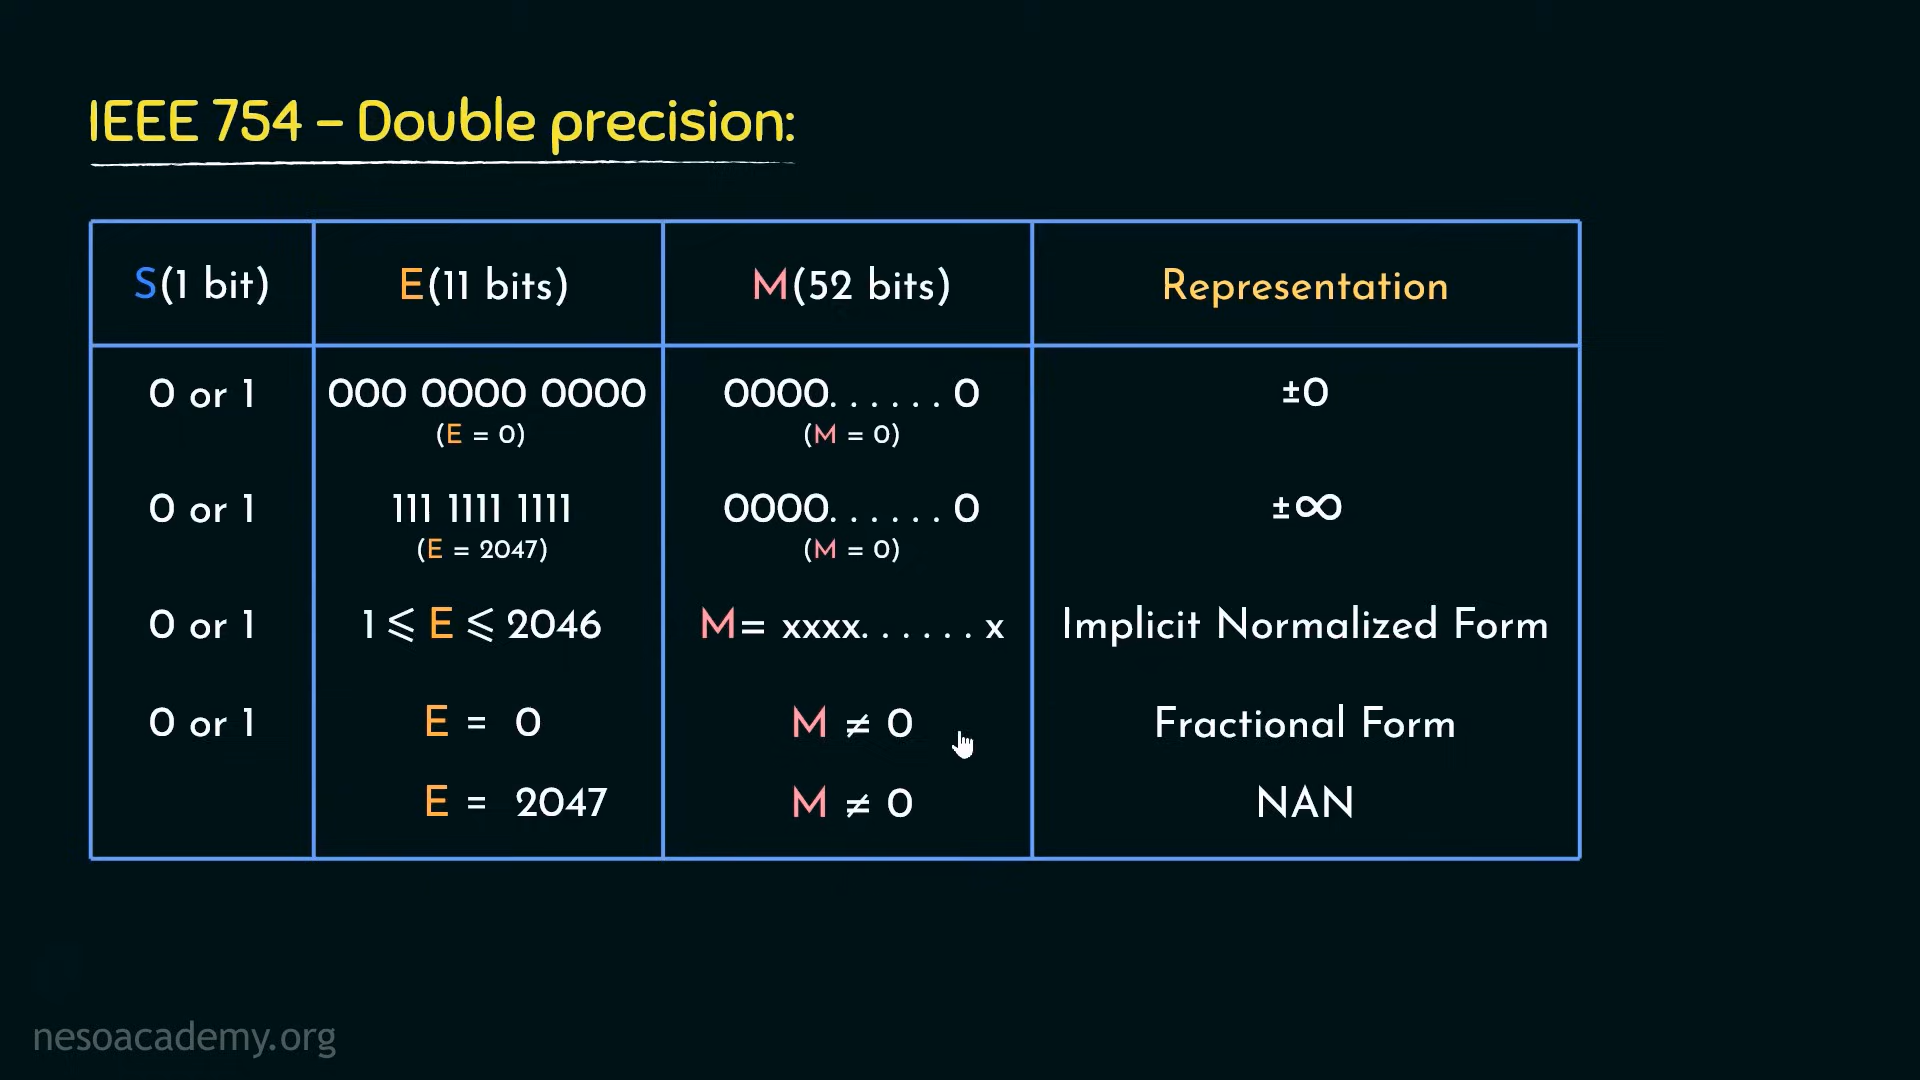 IEEE 754 – Double precision:
S(1 bit) E(11 bits) M(52 bits) Representation
0 or 1 000 0000 0000 0000. . . . . . 0 ±0
(E = 0) (M = 0)
0 or 1 111 1111 1111 0000. . . . . . 0 ±∞
(E = 2047) (M = 0)
0 or 1 1 ⩽ E ⩽ 2046 M= xxxx. . . . . . x Implicit Normalized Form
0 or 1 E = 0 M ≠ 0 Fractional Form
E = 2047 M ≠ 0 NAN
nesoacademy.org